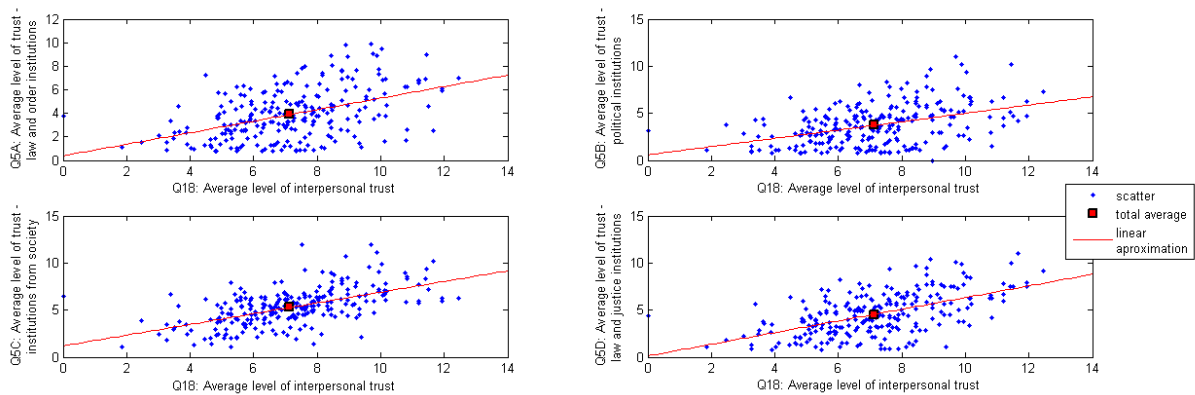 Q5A: Average level of trust -
law and order institutions
12
10
8
6
4
2
0
0 2 4 6 8 10 12 14
Q18: Average level of interpersonal trust
Q5B: Average level of trust -
political institutions
15
10
5
0
0 2 4 6 8 10 12 14
Q18: Average level of interpersonal trust
scatter
total average
linear
aproximation
Q5C: Average level of trust -
institutions from society
15
10
5
0
0 2 4 6 8 10 12 14
Q18: Average level of interpersonal trust
Q5D: Average level of trust -
law and justice institutions
15
10
5
0
0 2 4 6 8 10 12 14
Q18: Average level of interpersonal trust